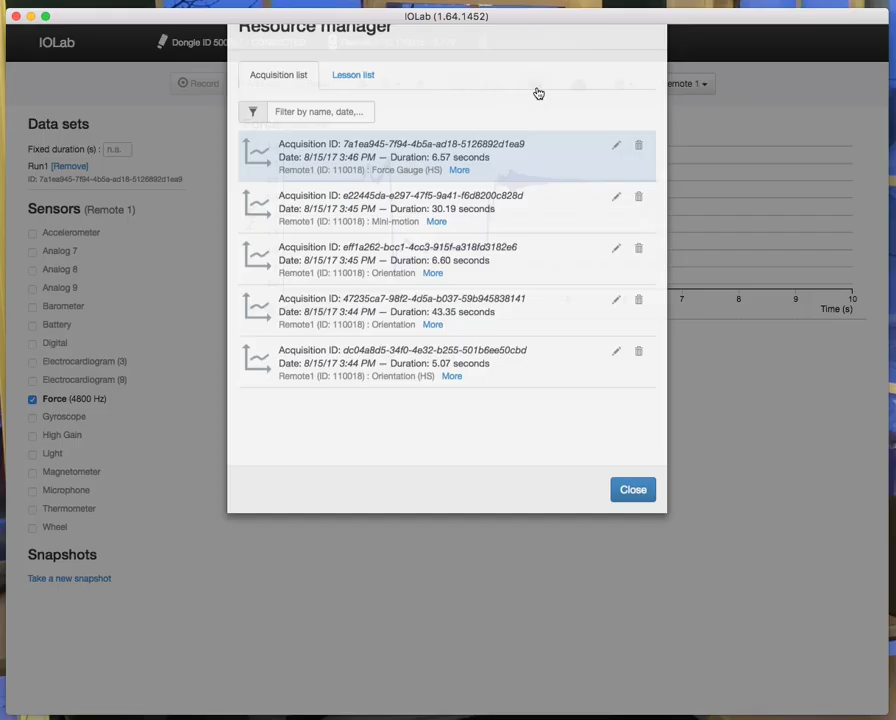 IOLab (1.64.1452)
IOLab
Dongle ID 500
Resource manager
Record
Remote 1
Acquisition list
Lesson list
Filter by name, date,...
Data sets
Fixed duration (s) : n.a.
Run1 [Remove]
ID: 7a1ea945-7f94-4b5a-ad18-5126892d1ea9
Sensors (Remote 1)
Accelerometer
Analog 7
Analog 8
Analog 9
Barometer
Battery
Digital
Electrocardiogram (3)
Electrocardiogram (9)
Force (4800 Hz)
Gyroscope
High Gain
Light
Magnetometer
Microphone
Thermometer
Wheel
Snapshots
Take a new snapshot
Acquisition ID: 7a1ea945-7f94-4b5a-ad18-5126892d1ea9
Date: 8/15/17 3:46 PM — Duration: 6.57 seconds
Remote1 (ID: 110018) : Force Gauge (HS) More
Acquisition ID: e22445da-e297-47f5-9a41-f6d8200c828d
Date: 8/15/17 3:45 PM — Duration: 30.19 seconds
Remote1 (ID: 110018) : Mini-motion More
Acquisition ID: eff1a262-bcc1-4cc3-915f-a318fd3182e6
Date: 8/15/17 3:45 PM — Duration: 6.60 seconds
Remote1 (ID: 110018) : Orientation More
Acquisition ID: 47235ca7-98f2-4d5a-b037-59b945838141
Date: 8/15/17 3:44 PM — Duration: 43.35 seconds
Remote1 (ID: 110018) : Orientation More
Acquisition ID: dc04a8d5-34f0-4e32-b255-501b6ee50cbd
Date: 8/15/17 3:44 PM — Duration: 5.07 seconds
Remote1 (ID: 110018) : Orientation (HS) More
7 8 9 10
Time (s)
Close